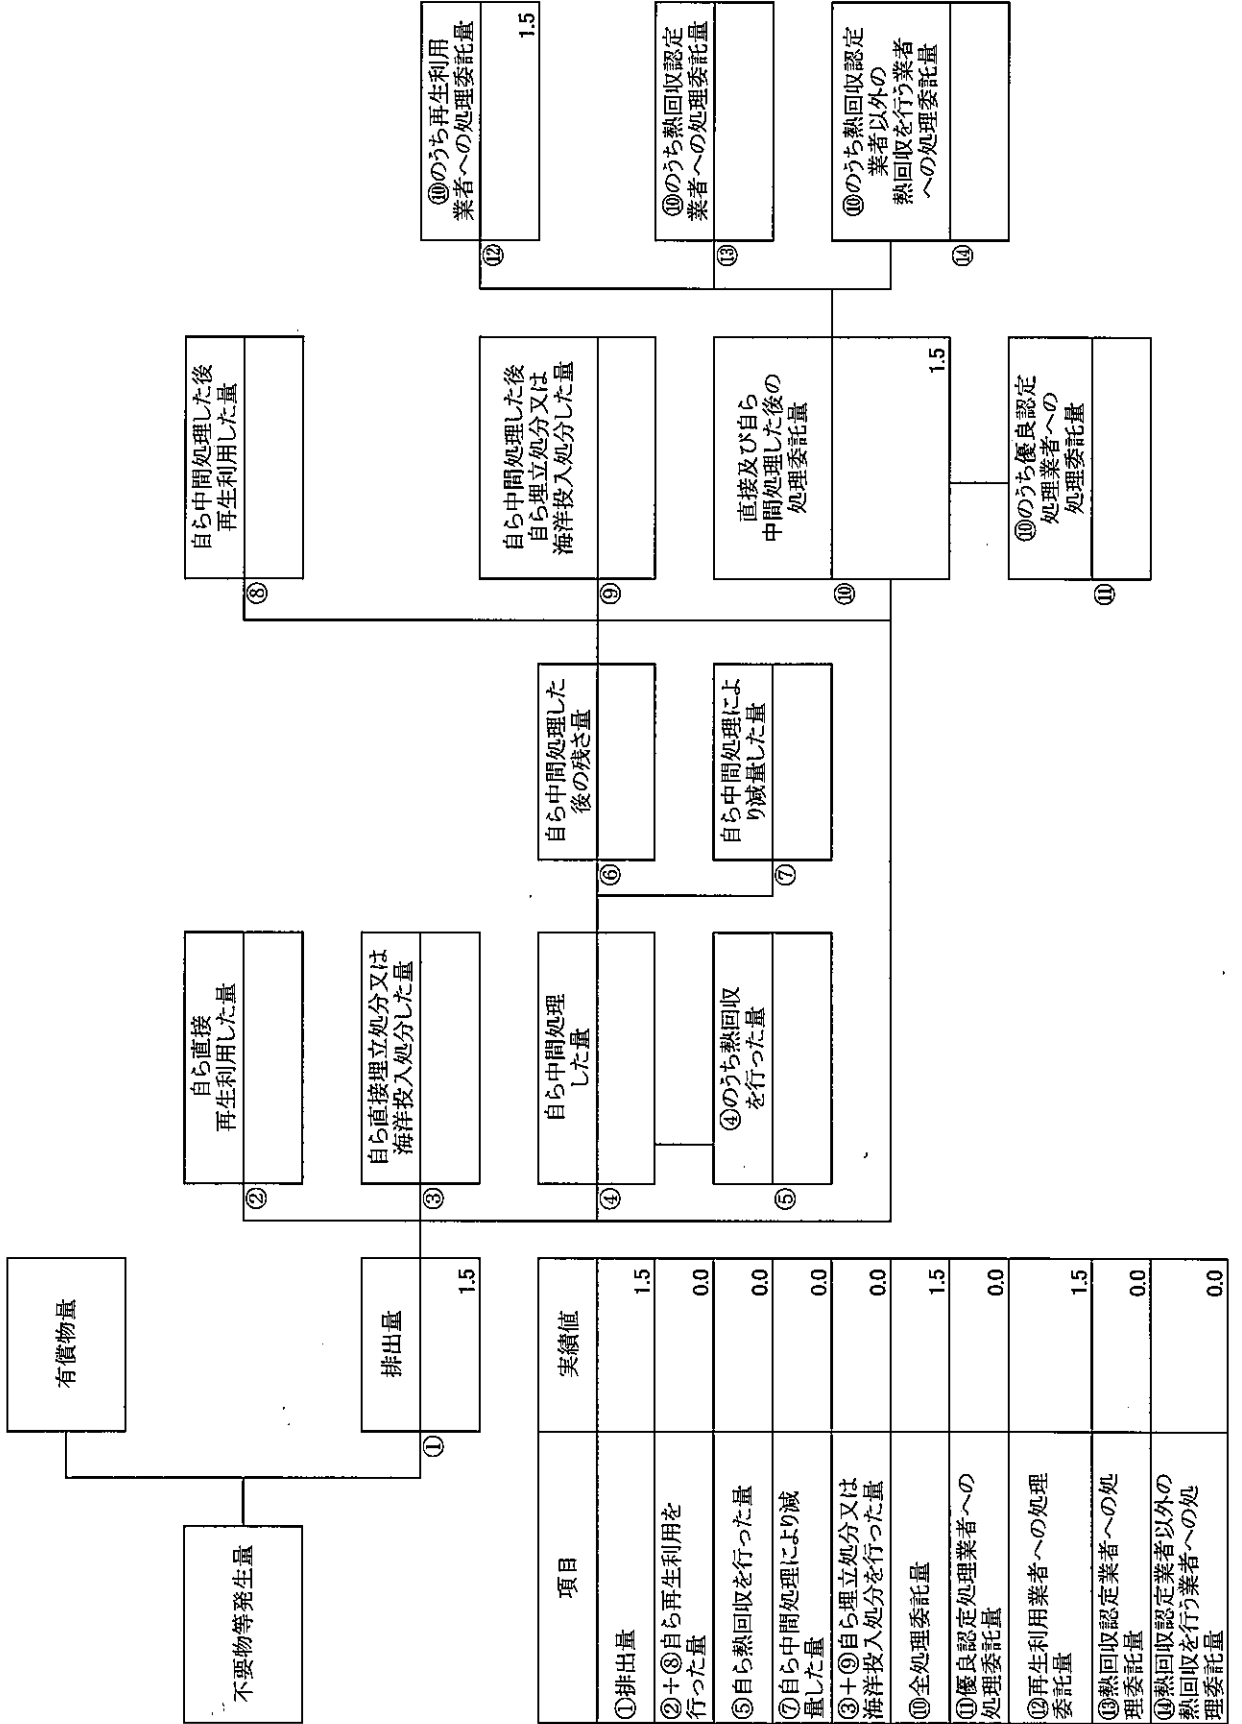 不要物等発生量
有償物量
排出量
①
1.5
自ら直接
再生利用した量
②
自ら直接埋立処分又は
海洋投入処分した量
③
自ら中間処理
した量
④
④のうち熱回収
を行った量
⑤
自ら中間処理した
後の残さ量
⑥
自ら中間処理によ
り減量した量
⑦
自ら中間処理した後
再生利用した量
⑧
自ら中間処理した後
自ら埋立処分又は
海洋投入処分した量
⑨
直接及び自ら
中間処理した後の
処理委託量
⑩
1.5
⑩のうち優良認定
処理業者への
処理委託量
⑪
⑩のうち再生利用
業者への処理委託量
⑫
1.5
⑩のうち熱回収認定
業者への処理委託量
⑬
⑩のうち熱回収認定
業者以外の
熱回収を行う業者
への処理委託量
⑭
項目 実績値
①排出量 1.5
②+⑧自ら再生利用を
行った量 0.0
⑤自ら熱回収を行った量 0.0
⑦自ら中間処理により減
量した量 0.0
③+⑨自ら埋立処分又は
海洋投入処分を行った量 0.0
⑩全処理委託量 1.5
⑪優良認定処理業者への
処理委託量 0.0
⑫再生利用業者への処理
委託量 1.5
⑬熱回収認定業者への処
理委託量 0.0
⑭熱回収認定業者以外の
熱回収を行う業者への処
理委託量 0.0